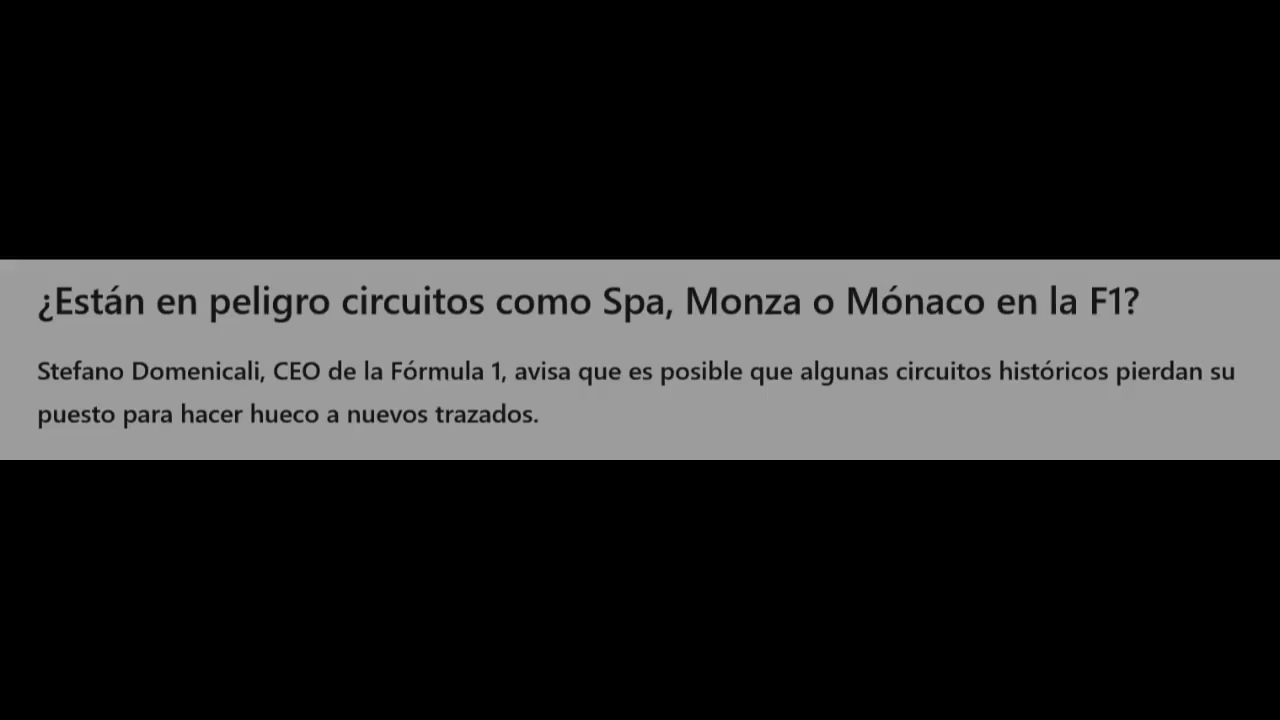 ¿Están en peligro circuitos como Spa, Monza o Mónaco en la F1?
Stefano Domenicali, CEO de la Fórmula 1, avisa que es posible que algunas circuitos históricos pierdan su
puesto para hacer hueco a nuevos trazados.